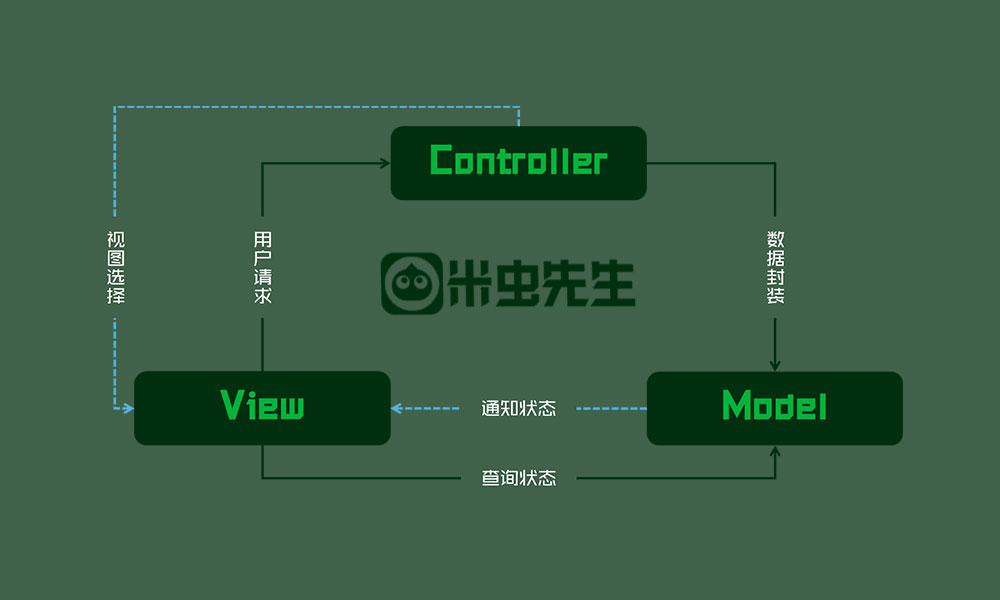 Controller
视图选择
用户请求
数据封装
米虫先生
View
通知状态
Model
查询状态